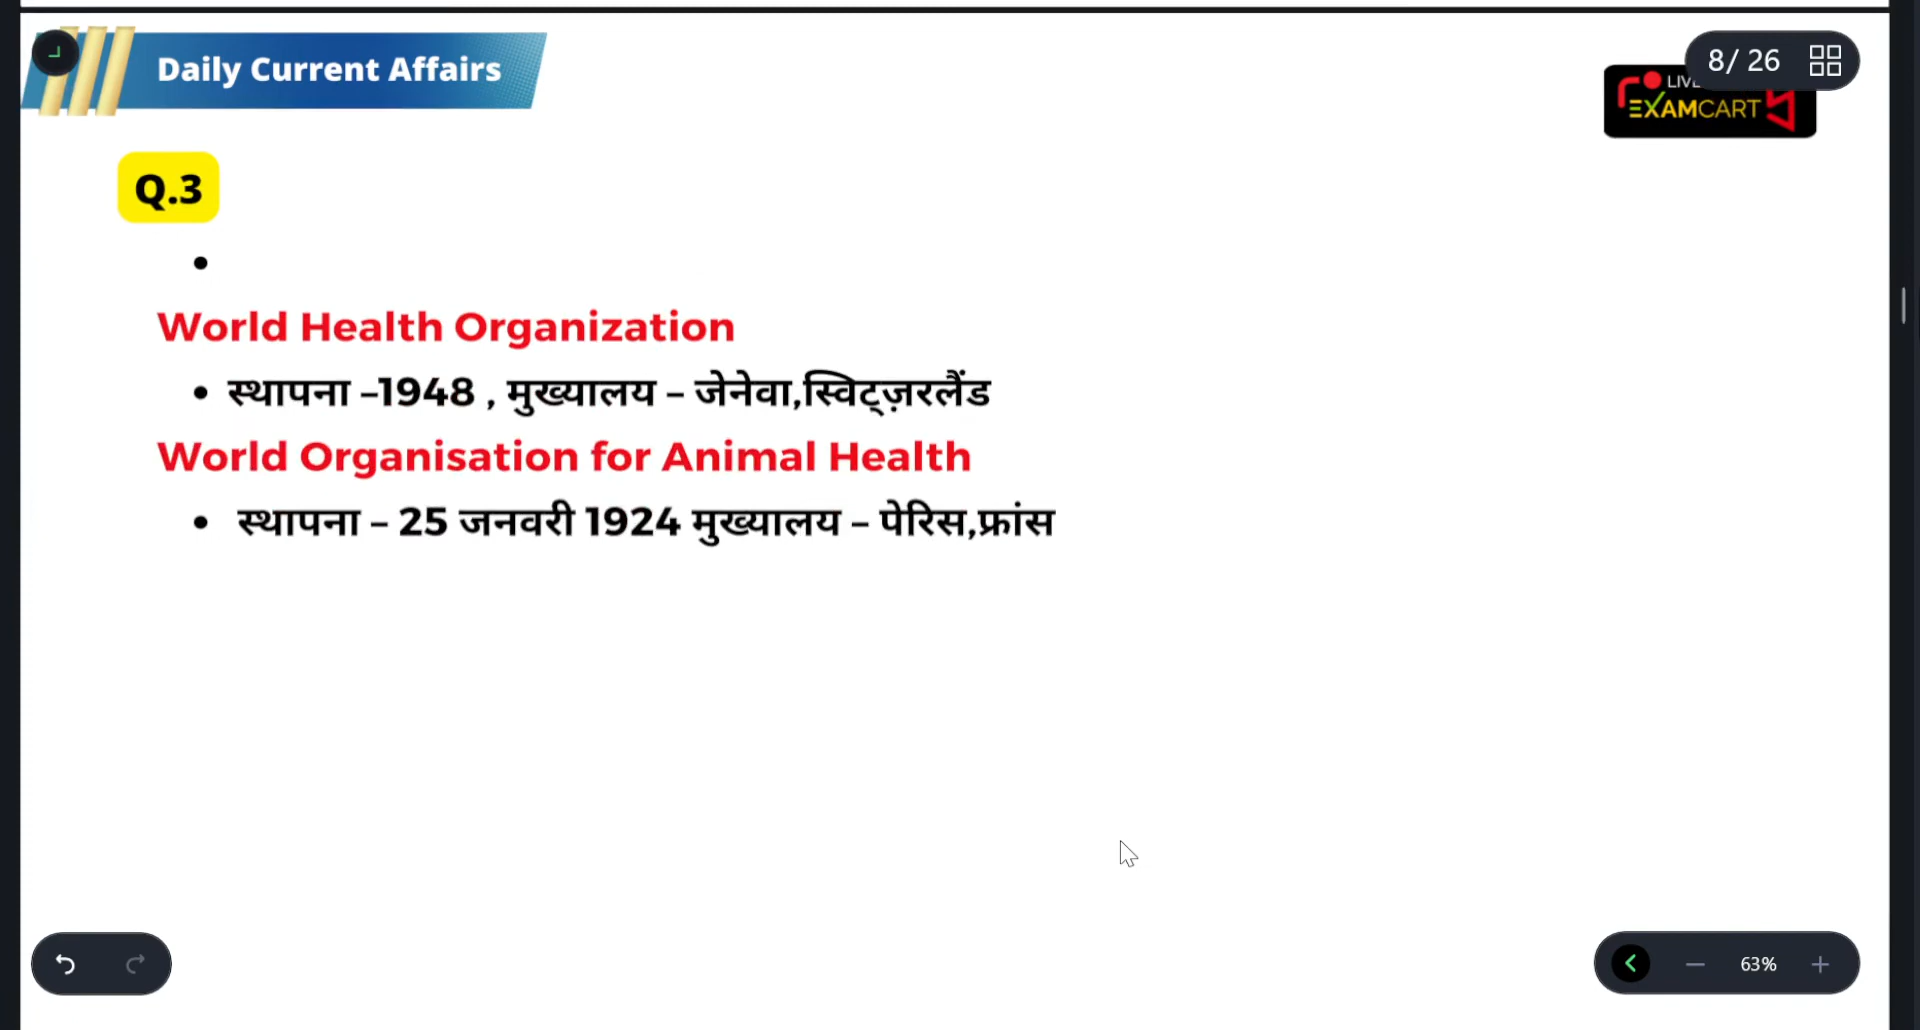 Daily Current Affairs
8/ 26
LIVE
EXAMCART
Q.3
•
World Health Organization
• स्थापना –1948 , मुख्यालय – जेनेवा,स्विट्ज़रलैंड
World Organisation for Animal Health
• स्थापना – 25 जनवरी 1924 मुख्यालय – पेरिस,फ्रांस
63%